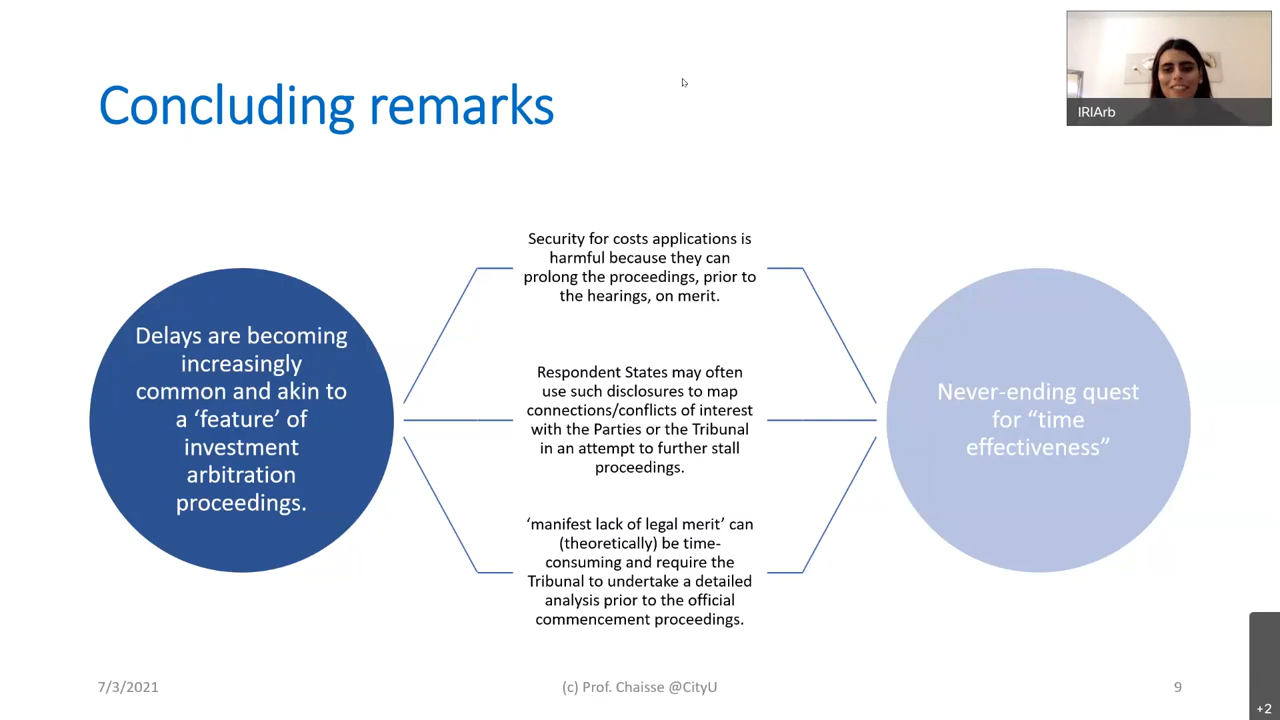 Concluding remarks
IRIArb
Delays are becoming
increasingly
common and akin to
a ‘feature’ of
investment
arbitration
proceedings.
Security for costs applications is
harmful because they can
prolong the proceedings, prior to
the hearings, on merit.
Respondent States may often
use such disclosures to map
connections/conflicts of interest
with the Parties or the Tribunal
in an attempt to further stall
proceedings.
‘manifest lack of legal merit’ can
(theoretically) be time-
consuming and require the
Tribunal to undertake a detailed
analysis prior to the official
commencement proceedings.
Never-ending quest
for “time
effectiveness”
7/3/2021
(c) Prof. Chaisse @CityU
9
+2